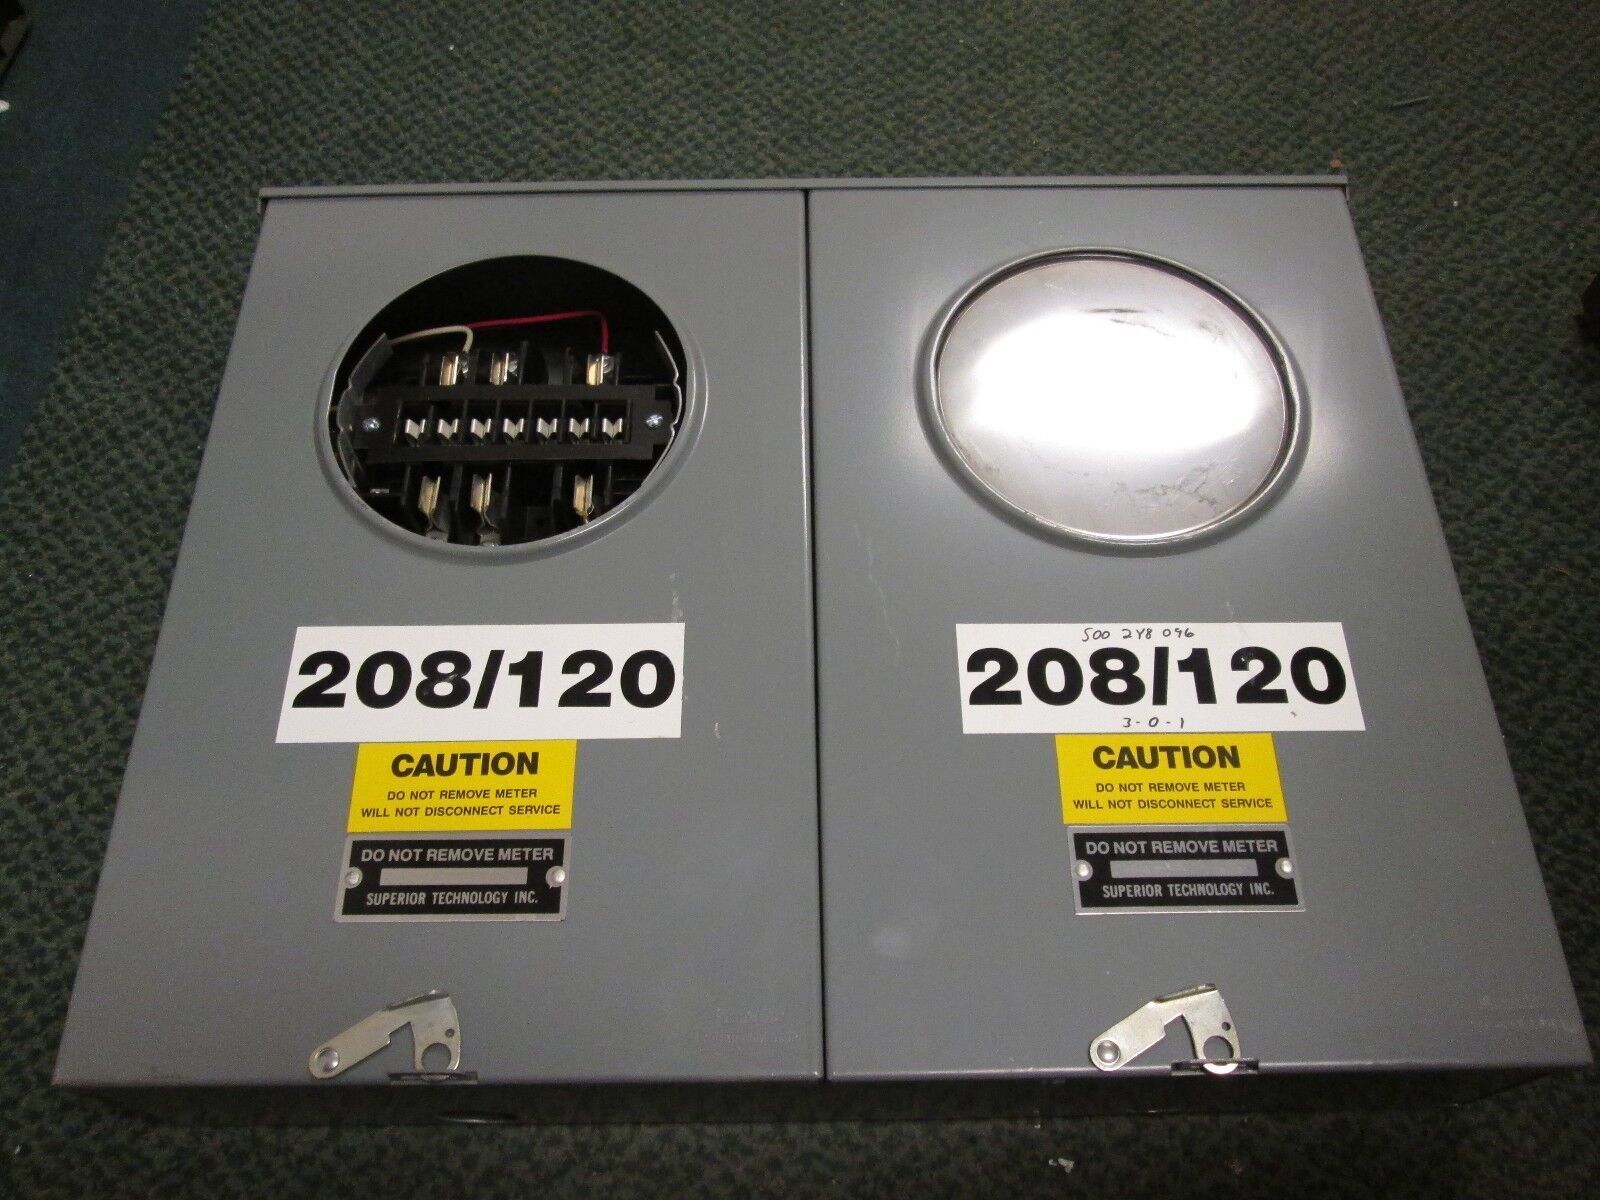 208/120
CAUTION
DO NOT REMOVE METER
WILL NOT DISCONNECT SERVICE
DO NOT REMOVE METER
SUPERIOR TECHNOLOGY INC.
500 248 096
208/120
3-0-1
CAUTION
DO NOT REMOVE METER
WILL NOT DISCONNECT SERVICE
DO NOT REMOVE METER
SUPERIOR TECHNOLOGY INC.